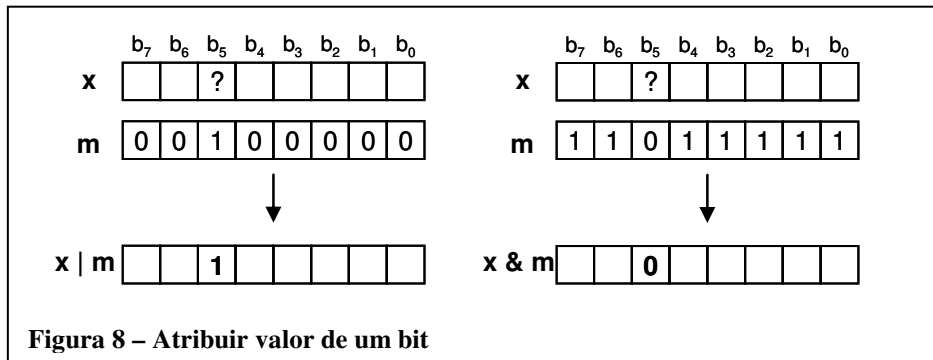 b7 b6 b5 b4 b3 b2 b1 b0 b7 b6 b5 b4 b3 b2 b1 b0
x ? x ?
m 0 0 1 0 0 0 0 0 m 1 1 0 1 1 1 1 1
x | m 1 x & m 0
Figura 8 – Atribuir valor de um bit